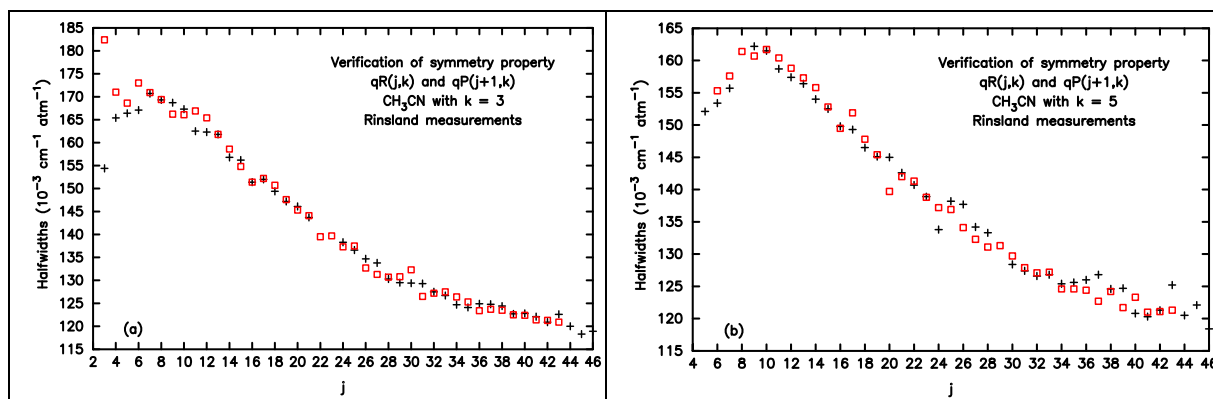 185
180
175
170
165
160
155
150
145
140
135
130
125
120
115
Halfwidths (10⁻³ cm⁻¹ atm⁻¹)
Verification of symmetry property
qR(j,k) and qP(j+1,k)
CH₃CN with k = 3
Rinsland measurements
(a)
2 4 6 8 10 12 14 16 18 20 22 24 26 28 30 32 34 36 38 40 42 44 46
j
165
160
155
150
145
140
135
130
125
120
115
Halfwidths (10⁻³ cm⁻¹ atm⁻¹)
Verification of symmetry property
qR(j,k) and qP(j+1,k)
CH₃CN with k = 5
Rinsland measurements
(b)
4 6 8 10 12 14 16 18 20 22 24 26 28 30 32 34 36 38 40 42 44 46
j